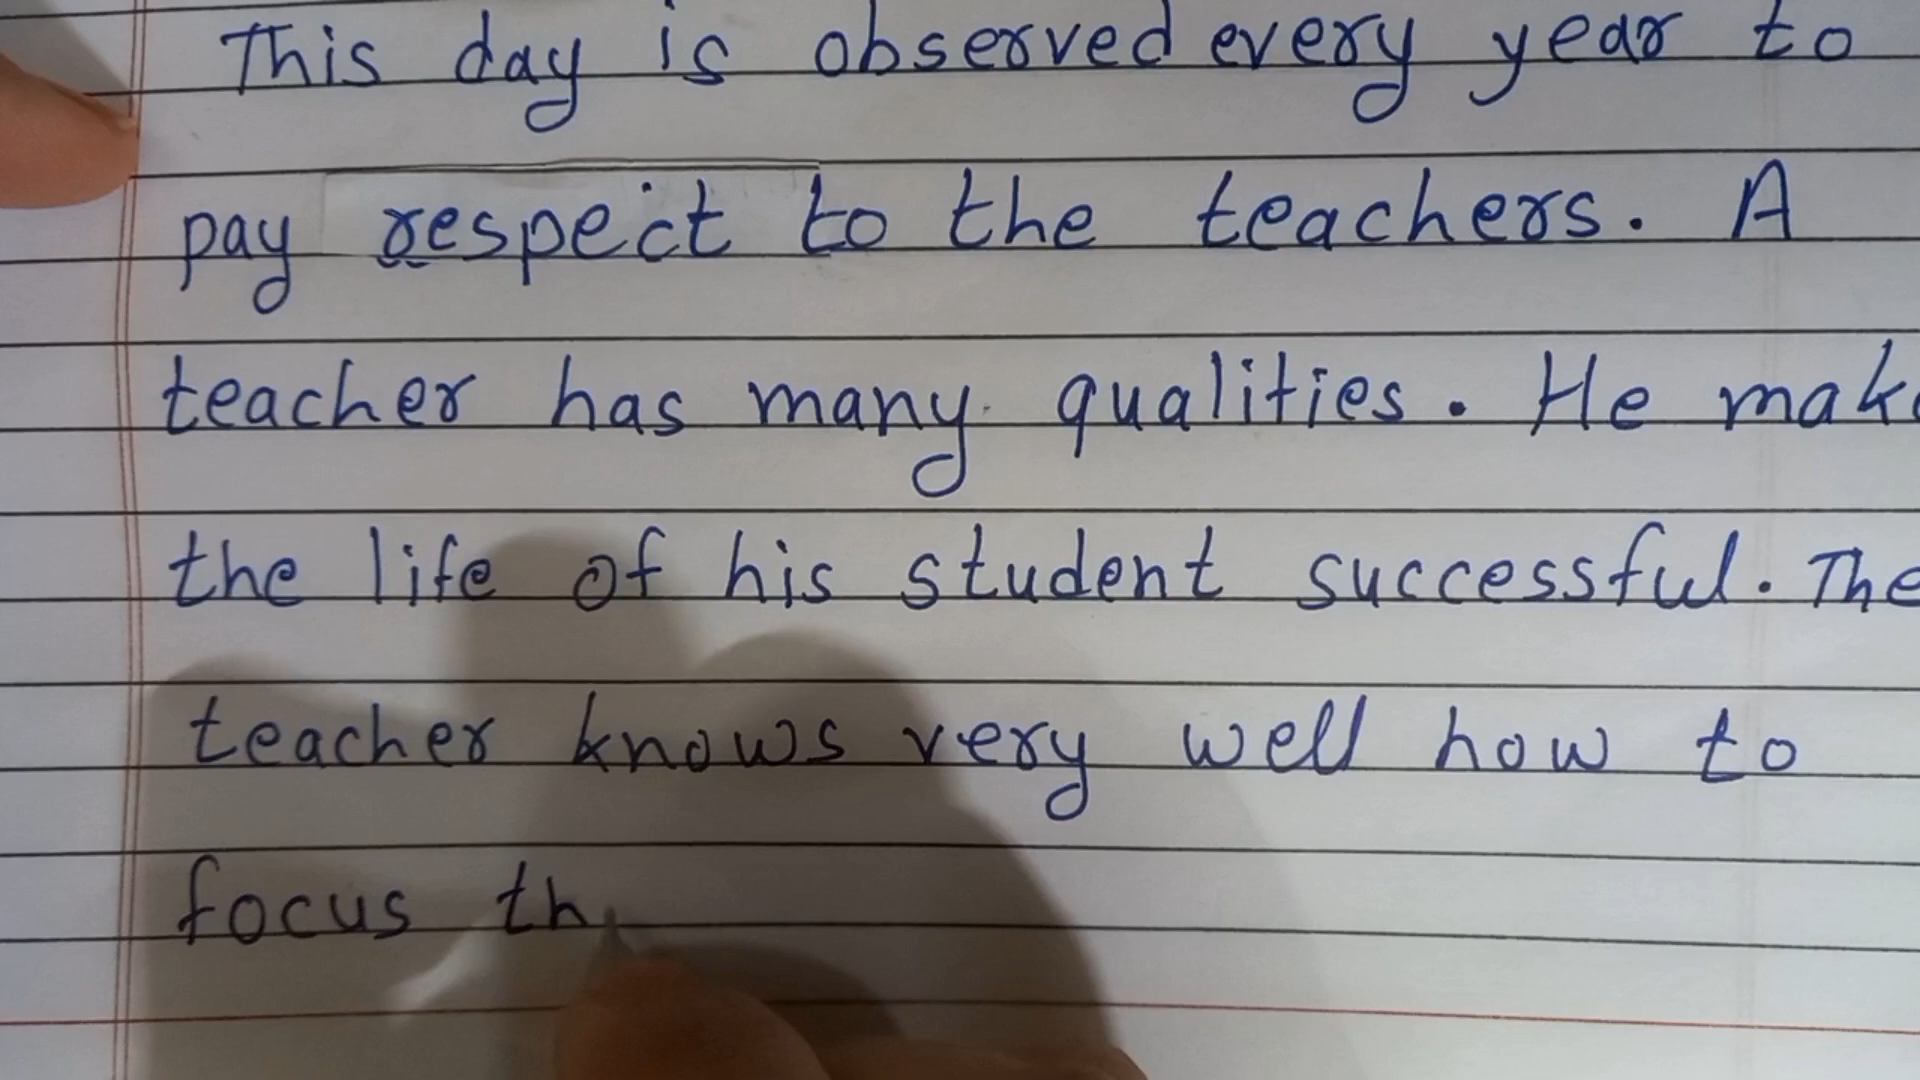 This day is observed every year to
pay respect to the teachers. A
teacher has many qualities. He mak
the life of his student successful. The
teacher knows very well how to
focus th